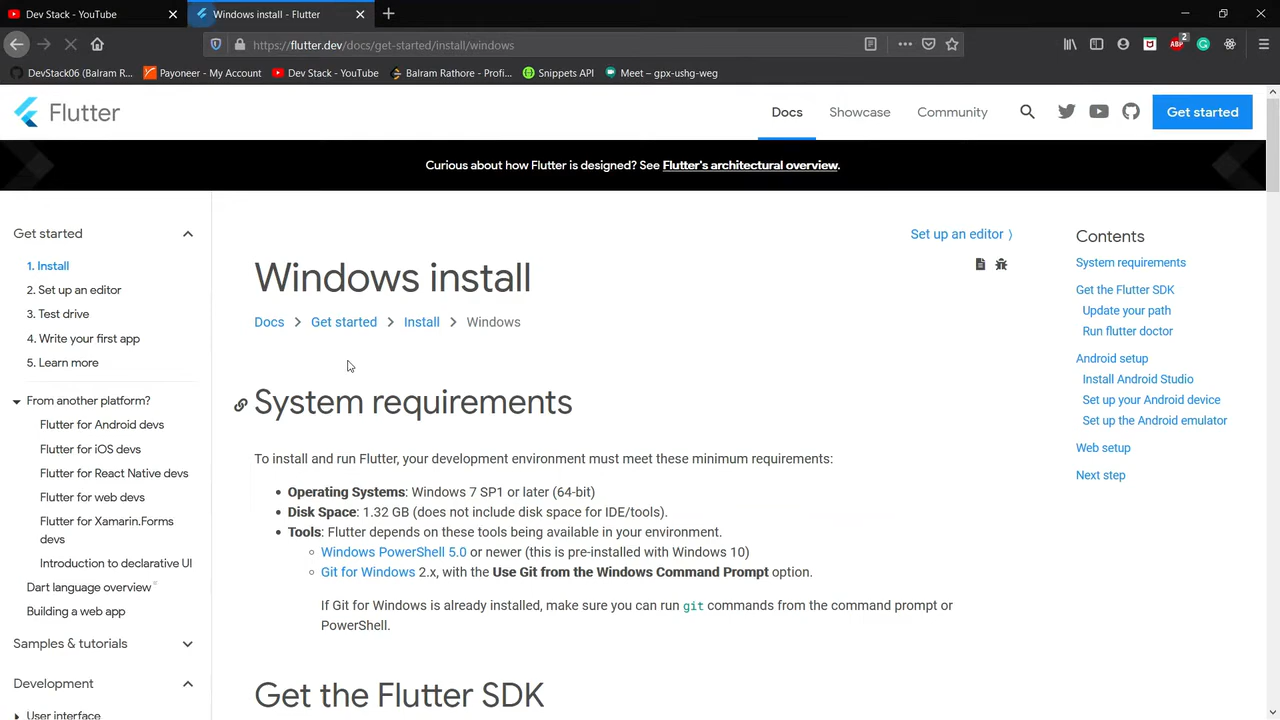 Dev Stack - YouTube
Windows install - Flutter
https://flutter.dev/docs/get-started/install/windows
DevStack06 (Balram R...
Payoneer - My Account
Dev Stack - YouTube
Balram Rathore - Profi...
Snippets API
Meet – gpx-ushg-weg
ABP
2
Flutter
Docs
Showcase
Community
Get started
Curious about how Flutter is designed? See Flutter's architectural overview.
Get started
1. Install
2. Set up an editor
3. Test drive
4. Write your first app
5. Learn more
From another platform?
Flutter for Android devs
Flutter for iOS devs
Flutter for React Native devs
Flutter for web devs
Flutter for Xamarin.Forms
devs
Introduction to declarative UI
Dart language overview
Building a web app
Samples & tutorials
Development
User interface
Set up an editor ⟩
Windows install
Docs > Get started > Install > Windows
System requirements
To install and run Flutter, your development environment must meet these minimum requirements:
• Operating Systems: Windows 7 SP1 or later (64-bit)
• Disk Space: 1.32 GB (does not include disk space for IDE/tools).
• Tools: Flutter depends on these tools being available in your environment.
○ Windows PowerShell 5.0 or newer (this is pre-installed with Windows 10)
○ Git for Windows 2.x, with the Use Git from the Windows Command Prompt option.
If Git for Windows is already installed, make sure you can run git commands from the command prompt or
PowerShell.
Get the Flutter SDK
Contents
System requirements
Get the Flutter SDK
Update your path
Run flutter doctor
Android setup
Install Android Studio
Set up your Android device
Set up the Android emulator
Web setup
Next step